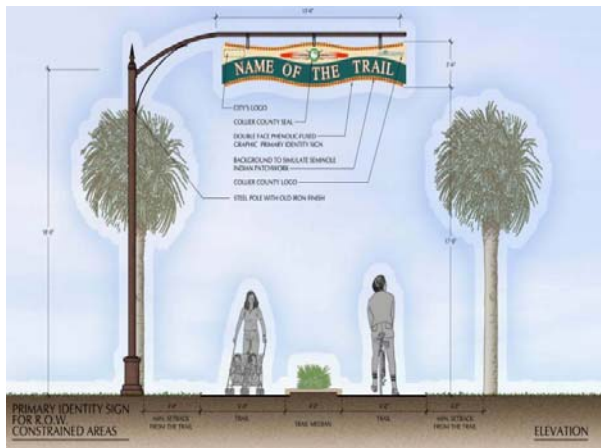 NAME OF THE TRAIL
CITY'S LOGO
COLLIER COUNTY SEAL
DOUBLE FACE PHENOLIC-FUSED
GRAPHIC PRIMARY IDENTITY SIGN
BACKGROUND TO SIMULATE SEMINOLE
INDIAN PATCHWORK
COLLIER COUNTY LOGO
STEEL POLE WITH OLD IRON FINISH
MIN. SETBACK
FROM THE TRAIL
TRAIL
TRAIL MEDIAN
TRAIL
MIN. SETBACK
FROM THE TRAIL
PRIMARY IDENTITY SIGN
FOR R.O.W.
CONSTRAINED AREAS
ELEVATION